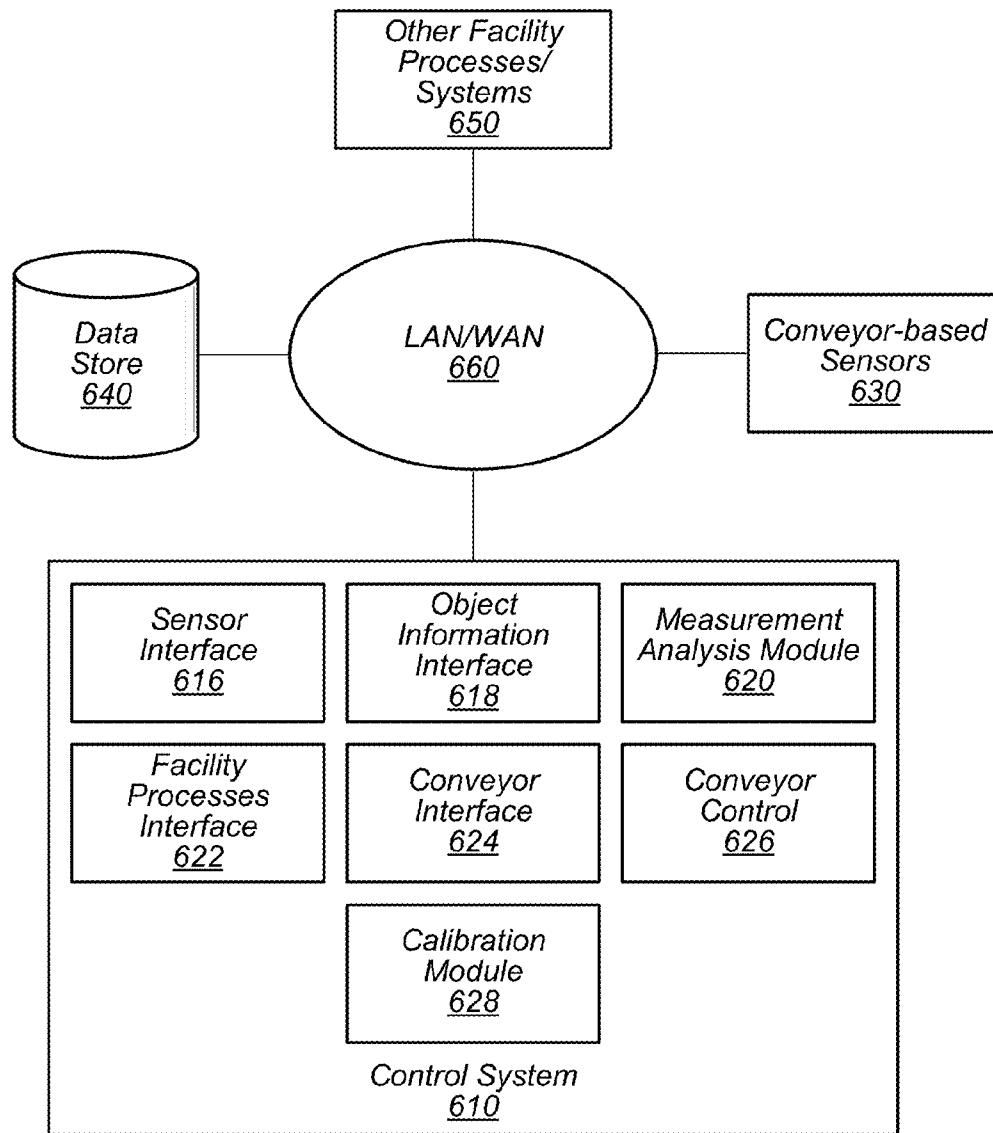 Other Facility
Processes/
Systems
650
Data
Store
640
LAN/WAN
660
Conveyor-based
Sensors
630
Sensor
Interface
616
Object
Information
Interface
618
Measurement
Analysis Module
620
Facility
Processes
Interface
622
Conveyor
Interface
624
Conveyor
Control
626
Calibration
Module
628
Control System
610